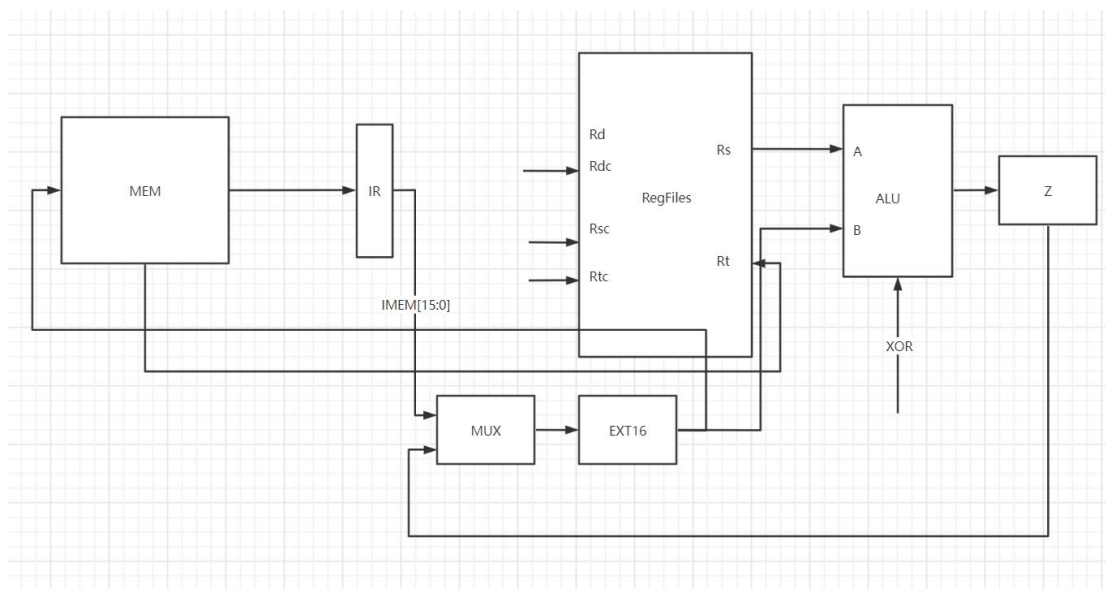 MEM
IR
Rd
Rdc
Rsc
Rtc
RegFiles
Rs
Rt
A
B
ALU
Z
IMEM[15:0]
XOR
MUX
EXT16